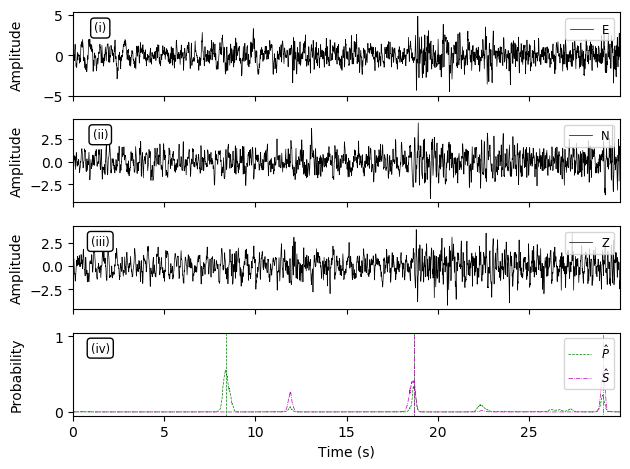 Amplitude
5
0
−5
(i)
E
Amplitude
2.5
0.0
−2.5
(ii)
N
Amplitude
2.5
0.0
−2.5
(iii)
Z
Probability
1
0
(iv)
P̂
Ŝ
0 5 10 15 20 25
Time (s)